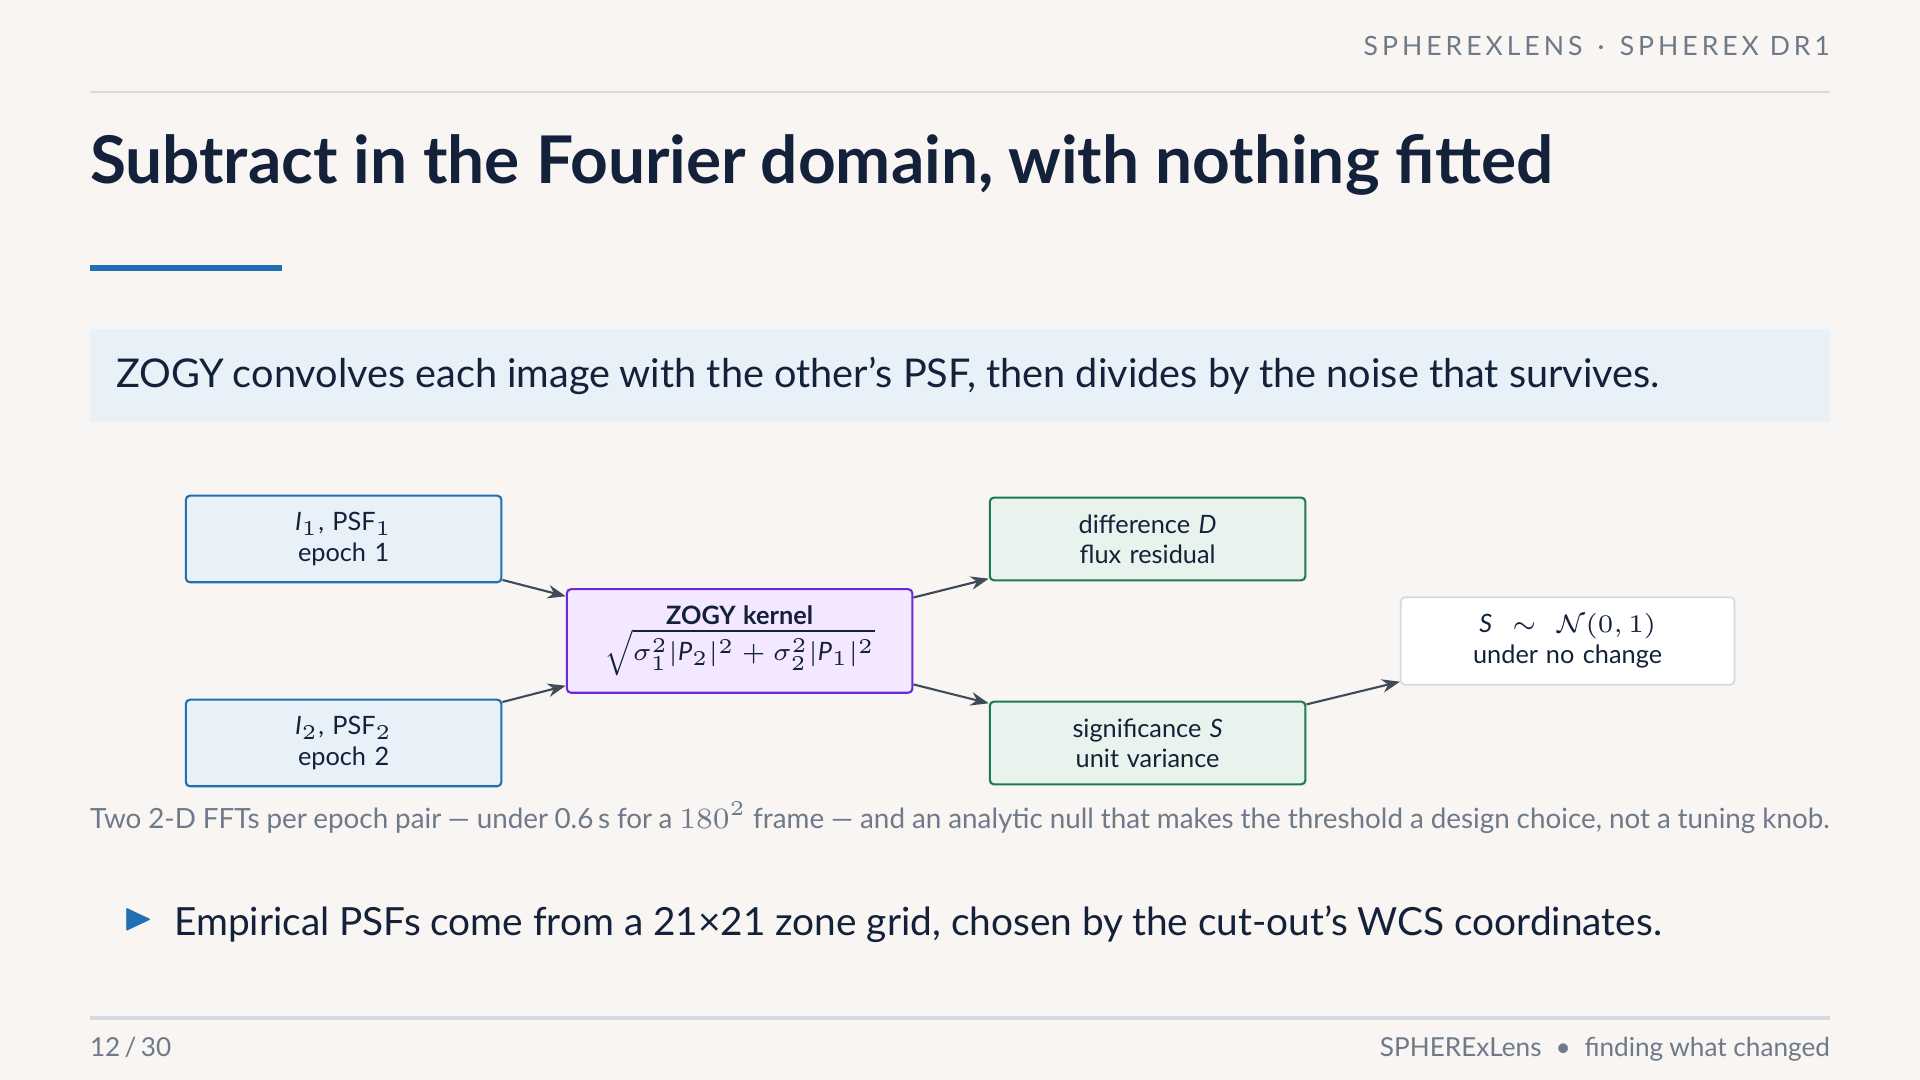 SPHEREXLENS · SPHEREX DR1
Subtract in the Fourier domain, with nothing fitted
ZOGY convolves each image with the other’s PSF, then divides by the noise that survives.
I₁, PSF₁
epoch 1
difference D
flux residual
ZOGY kernel
√(σ₁²|P₂|² + σ₂²|P₁|²)
S ∼ 𝒩(0, 1)
under no change
I₂, PSF₂
epoch 2
significance S
unit variance
Two 2-D FFTs per epoch pair — under 0.6 s for a 180² frame — and an analytic null that makes the threshold a design choice, not a tuning knob.
▶ Empirical PSFs come from a 21×21 zone grid, chosen by the cut-out’s WCS coordinates.
12 / 30
SPHERExLens • finding what changed